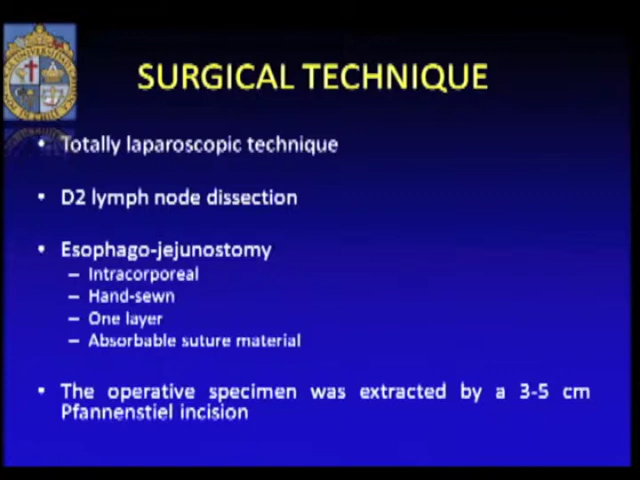 SURGICAL TECHNIQUE
• Totally laparoscopic technique
• D2 lymph node dissection
• Esophago-jejunostomy
– Intracorporeal
– Hand-sewn
– One layer
– Absorbable suture material
• The operative specimen was extracted by a 3-5 cm
Pfannenstiel incision